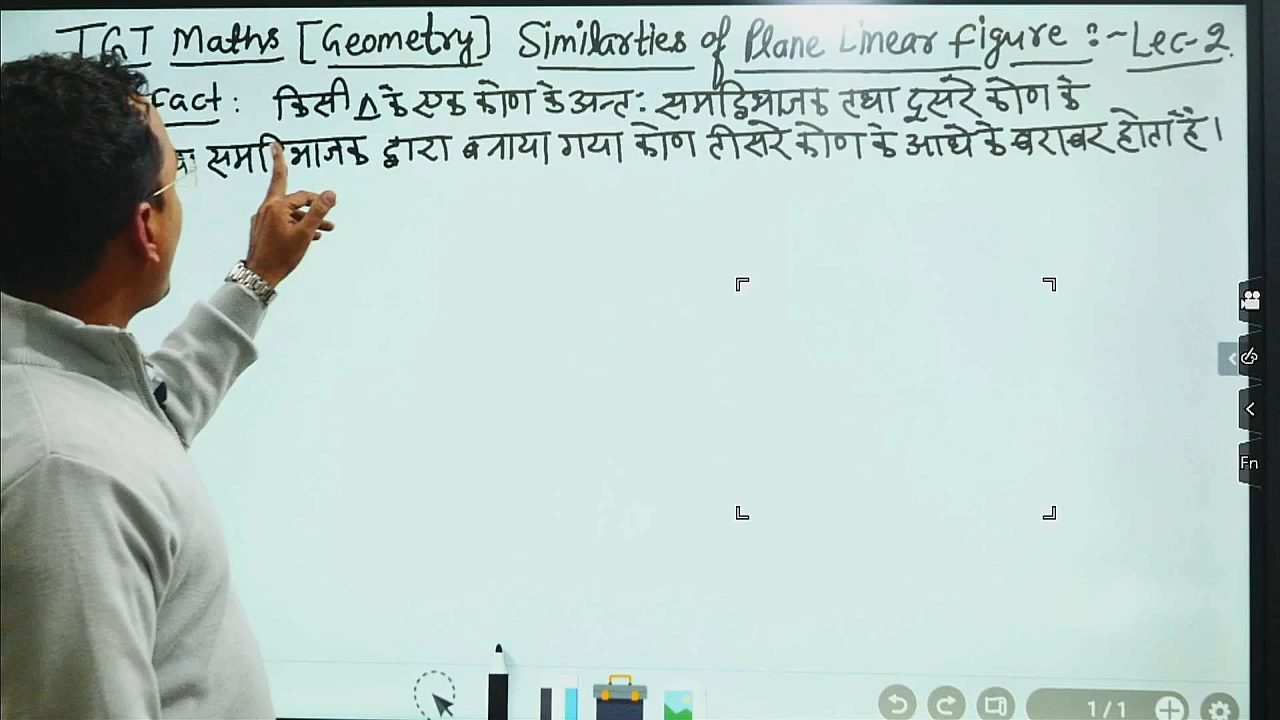 TGT Maths [Geometry] Similarties of Plane Linear figure :~ Lec-2.
fact : किसी Δ के एक कोण के अन्तः समद्विभाजक तथा दूसरे कोण के
समद्विभाजक द्वारा बनाया गया कोण तीसरे कोण के आधे के बराबर होता है।
Fn
1/1